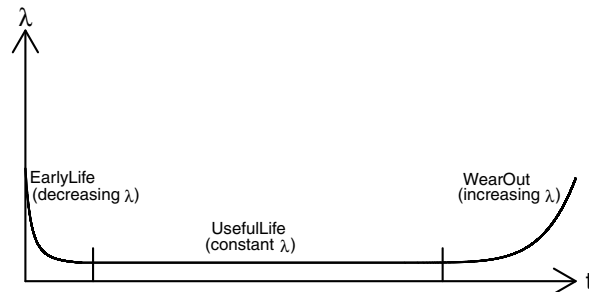 λ
EarlyLife
(decreasing λ)
WearOut
(increasing λ)
UsefulLife
(constant λ)
t